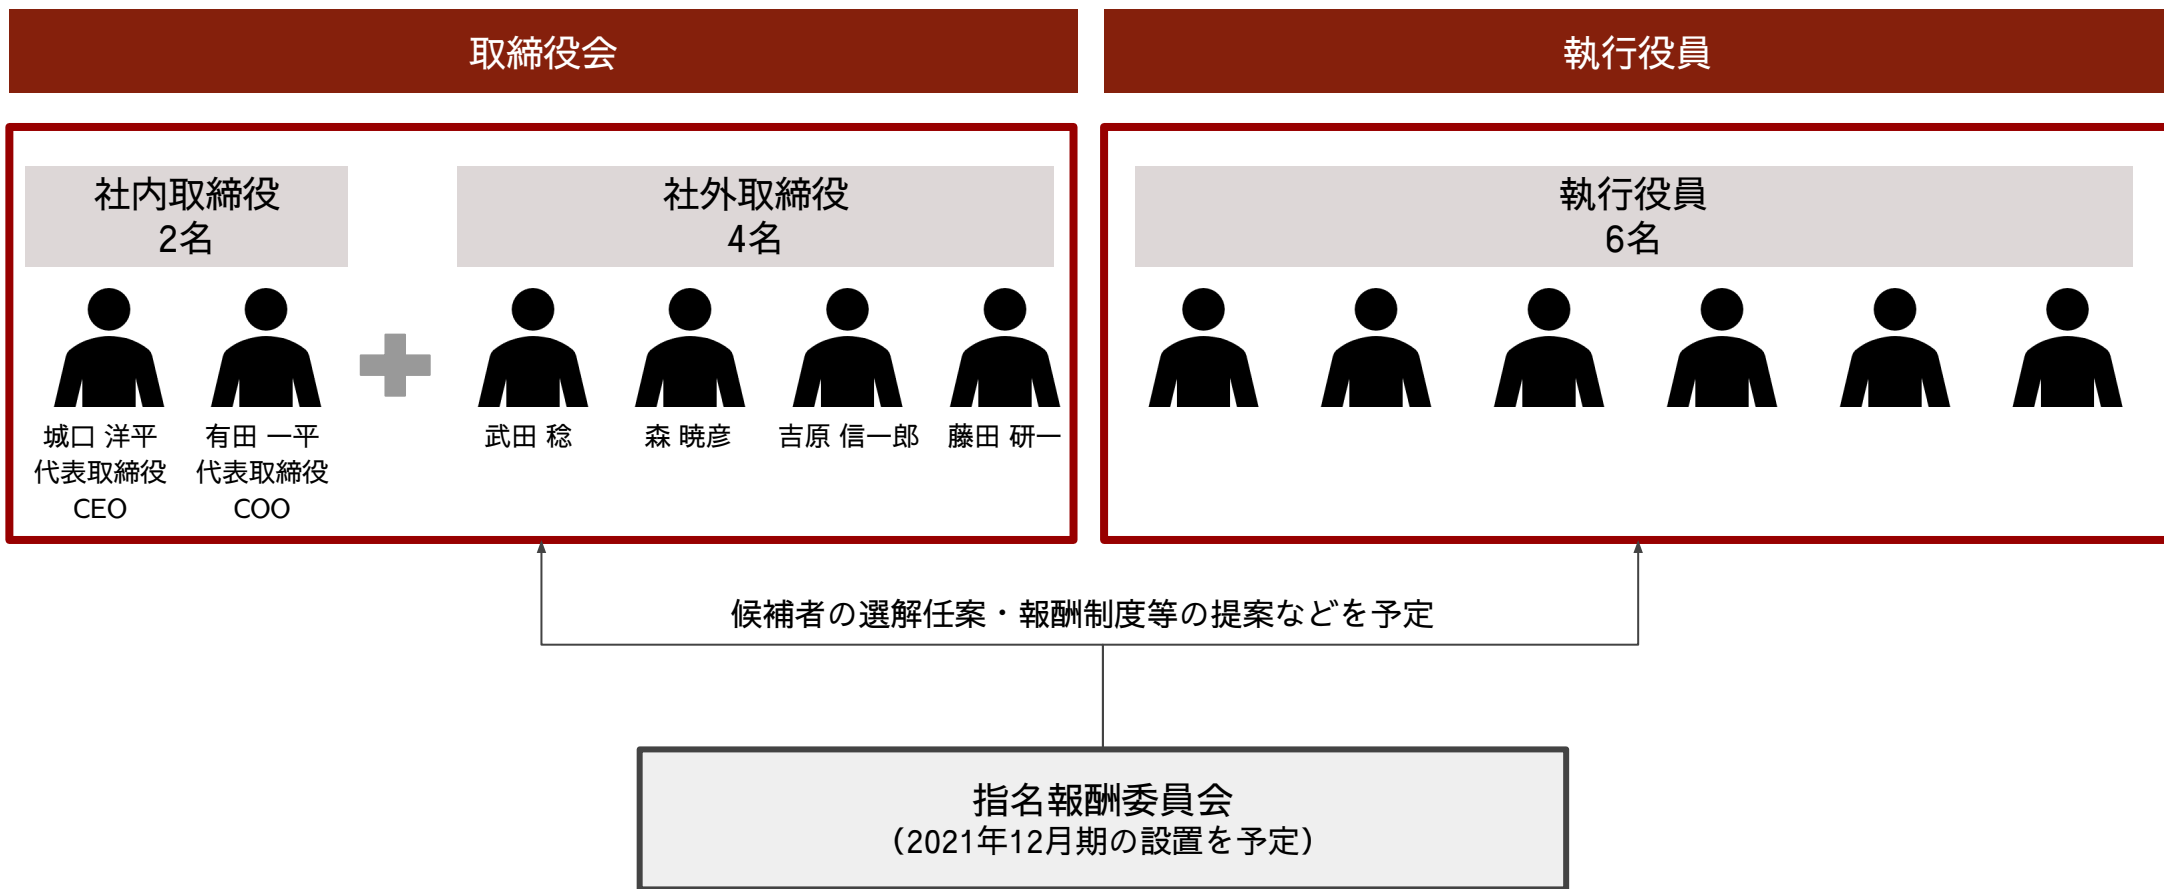 取締役会
執行役員
社内取締役
2名
社外取締役
4名
執行役員
6名
城口 洋平
代表取締役
CEO
有田 一平
代表取締役
COO
武田 稔
森 暁彦
吉原 信一郎
藤田 研一
候補者の選解任案・報酬制度等の提案などを予定
指名報酬委員会
（2021年12月期の設置を予定）